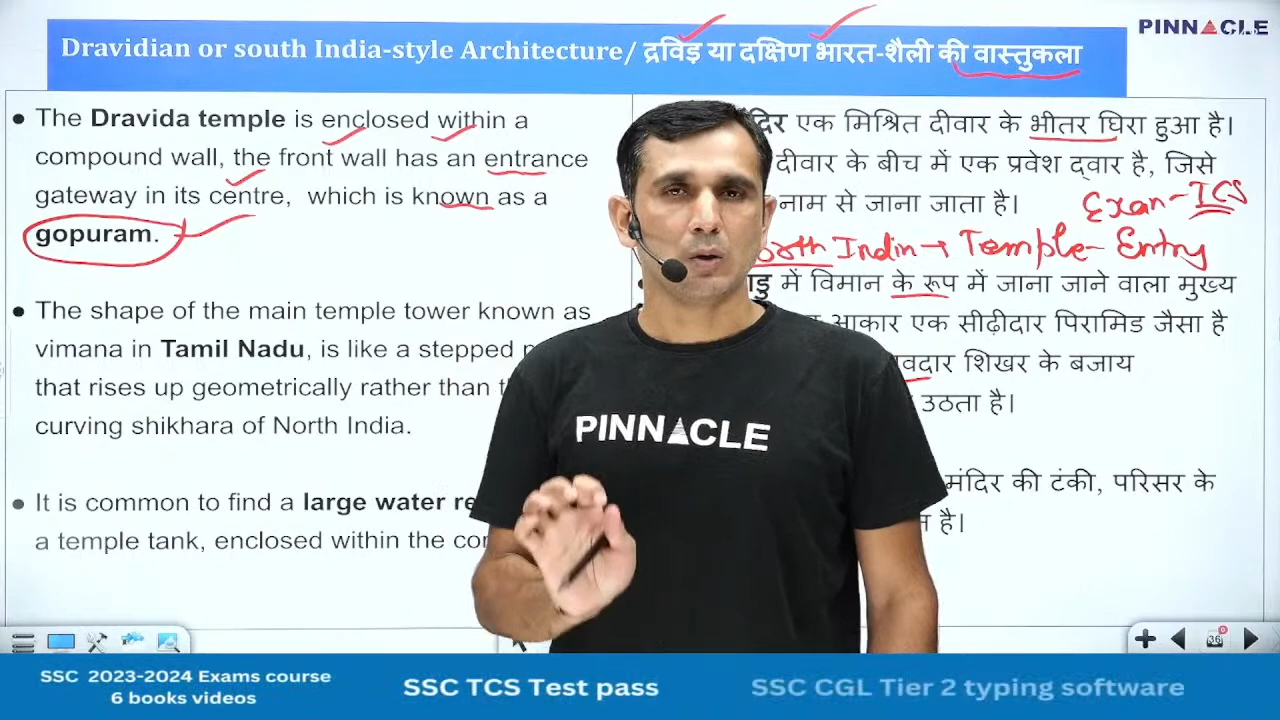 Dravidian or south India-style Architecture/ द्रविड़ या दक्षिण भारत-शैली की वास्तुकला
PINNACLE
The Dravida temple is enclosed within a
compound wall, the front wall has an entrance
gateway in its centre, which is known as a
gopuram.
The shape of the main temple tower known as
vimana in Tamil Nadu, is like a stepped
that rises up geometrically rather than
curving shikhara of North India.
It is common to find a large water
a temple tank, enclosed within the
एक मिश्रित दीवार के भीतर घिरा हुआ है।
दीवार के बीच में एक प्रवेश द्वार है, जिसे
नाम से जाना जाता है।
Exam - TCS
Indian → Temple - Entry
में विमान के रूप में जाना जाने वाला मुख्य
आकार एक सीढ़ीदार पिरामिड जैसा है
शिखर के बजाय
उठता है।
मंदिर की टंकी, परिसर के
है।
PINNACLE
36
SSC 2023-2024 Exams course
6 books videos
SSC TCS Test pass
SSC CGL Tier 2 typing software